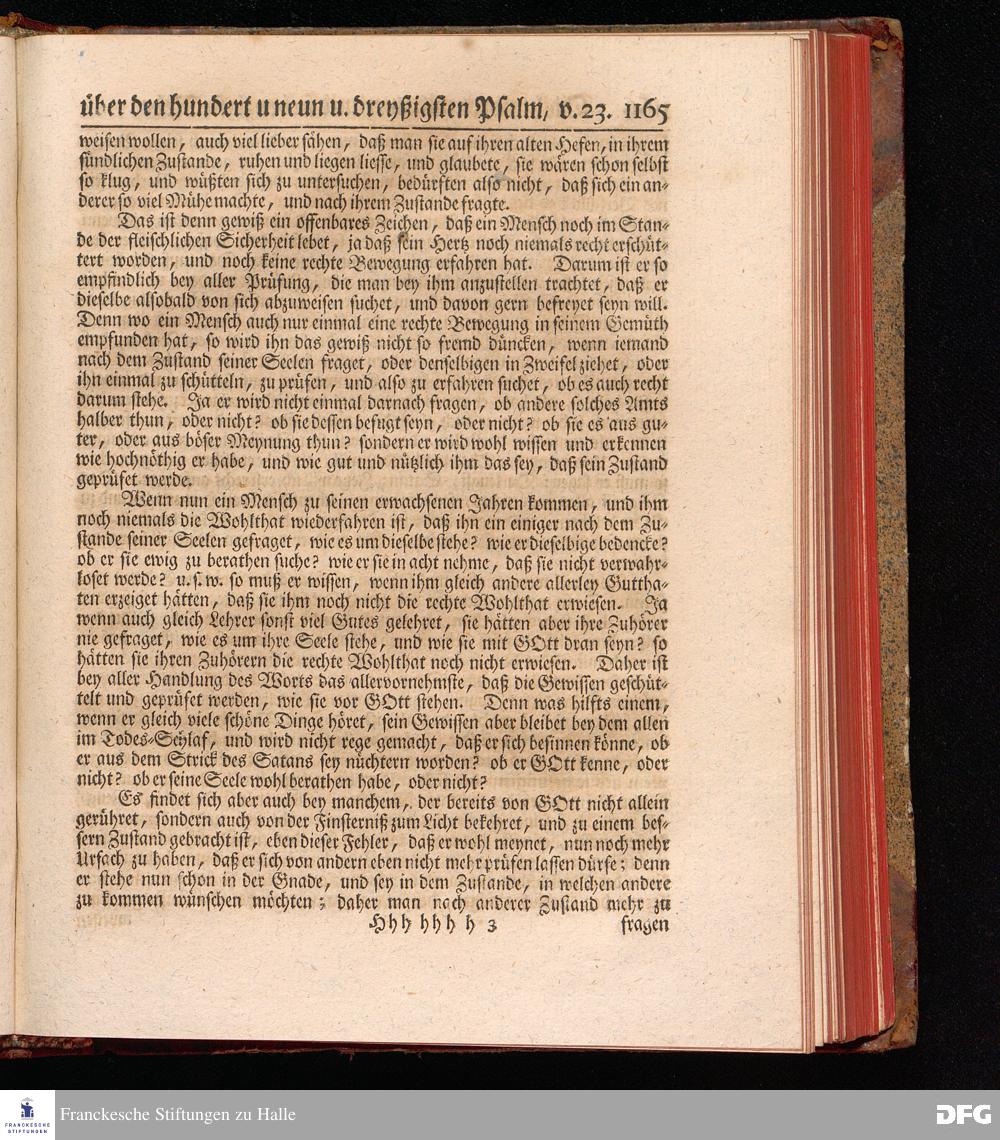 über den hundert u neun u. dreyßigsten Psalm, v. 23. 1165
weisen wollen, auch viel lieber sähen, daß man sie auf ihren alten Hefen, in ihrem
sündlichen Zustande, ruhen und liegen liesse, und glaubete, sie wären schon selbst
so klug, und wüßten sich zu untersuchen, bedürften also nicht, daß sich ein an-
derer so viel Mühe machte, und nach ihrem Zustande fragte.
Das ist denn gewiß ein offenbares Zeichen, daß ein Mensch noch im Stan-
de der fleischlichen Sicherheit lebet, ja daß sein Hertz noch niemals recht erschüt-
tert worden, und noch keine rechte Bewegung erfahren hat. Darum ist er so
empfindlich bey aller Prüfung, die man bey ihm anzustellen trachtet, daß er
dieselbe alsobald von sich abzuweisen suchet, und davon gern befreyet seyn will.
Denn wo ein Mensch auch nur einmal eine rechte Bewegung in seinem Gemüth
empfunden hat, so wird ihn das gewiß nicht so fremd düncken, wenn iemand
nach dem Zustand seiner Seelen fraget, oder denselbigen in Zweifel ziehet, oder
ihn einmal zu schütteln, zu prüfen, und also zu erfahren suchet, ob es auch recht
darum stehe. Ja er wird nicht einmal darnach fragen, ob andere solches Amts
halber thun, oder nicht? ob sie dessen befugt seyn, oder nicht? ob sie es aus gu-
ter, oder aus böser Meynung thun? sondern er wird wohl wissen und erkennen
wie hochnöthig er habe, und wie gut und nützlich ihm das sey, daß sein Zustand
geprüfet werde.
Wenn nun ein Mensch zu seinen erwachsenen Jahren kommen, und ihm
noch niemals die Wohlthat wiederfahren ist, daß ihn ein einiger nach dem Zu-
stande seiner Seelen gefraget, wie es um dieselbe stehe? wie er dieselbige bedencke?
ob er sie ewig zu berathen suche? wie er sie in acht nehme, daß sie nicht verwahr-
loset werde? u. s. w. so muß er wissen, wenn ihm gleich andere allerley Guttha-
ten erzeiget hätten, daß sie ihm noch nicht die rechte Wohlthat erwiesen. Ja
wenn auch gleich Lehrer sonst viel Gutes gelehret, sie hätten aber ihre Zuhörer
nie gefraget, wie es um ihre Seele stehe, und wie sie mit GOtt dran seyn? so
hätten sie ihren Zuhörern die rechte Wohlthat noch nicht erwiesen. Daher ist
bey aller Handlung des Worts das allervornehmste, daß die Gewissen geschüt-
telt und geprüfet werden, wie sie vor GOtt stehen. Denn was hilfts einem,
wenn er gleich viele schöne Dinge höret, sein Gewissen aber bleibet bey dem allen
im Todes-Schlaf, und wird nicht rege gemacht, daß er sich besinnen könne, ob
er aus dem Strick des Satans sey nüchtern worden? ob er GOtt kenne, oder
nicht? ob er seine Seele wohl berathen habe, oder nicht?
Es findet sich aber auch bey manchem, der bereits von GOtt nicht allein
gerühret, sondern auch von der Finsterniß zum Licht bekehret, und zu einem bes-
sern Zustand gebracht ist, eben dieser Fehler, daß er wohl meynet, nun noch mehr
Ursach zu haben, daß er sich von andern eben nicht mehr prüfen lassen dürfe; denn
er stehe nun schon in der Gnade, und sey in dem Zustande, in welchen andere
zu kommen wünschen möchten; daher man nach anderer Zustand mehr zu
Hhh hhh h 3 fragen
FRANCKESCHE
STIFTUNGEN
Franckesche Stiftungen zu Halle
DFG